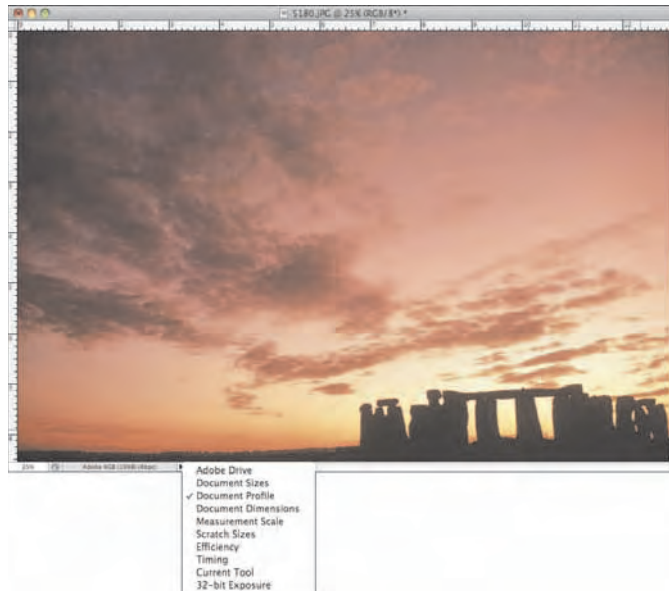 5180.JPG @ 25% (RGB/8*) *
25%
Adobe RGB (1998) (8bpc)
Adobe Drive
Document Sizes
✓ Document Profile
Document Dimensions
Measurement Scale
Scratch Sizes
Efficiency
Timing
Current Tool
32-bit Exposure